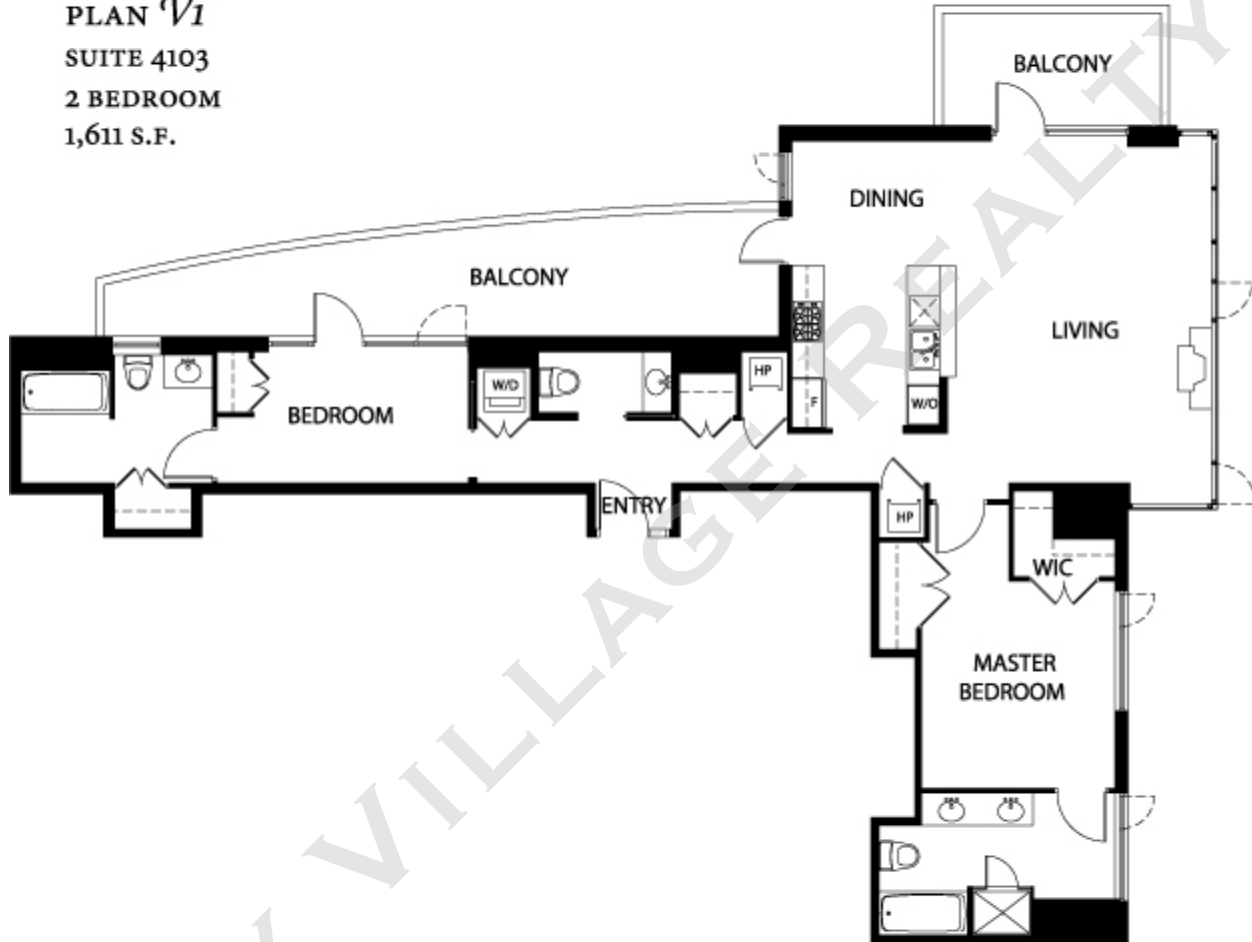 PLAN V1
SUITE 4103
2 BEDROOM
1,611 S.F.
BALCONY
DINING
BALCONY
LIVING
HP
W/D
F
W/O
BEDROOM
ENTRY
HP
WIC
MASTER
BEDROOM
Y VILLAGE REALTY